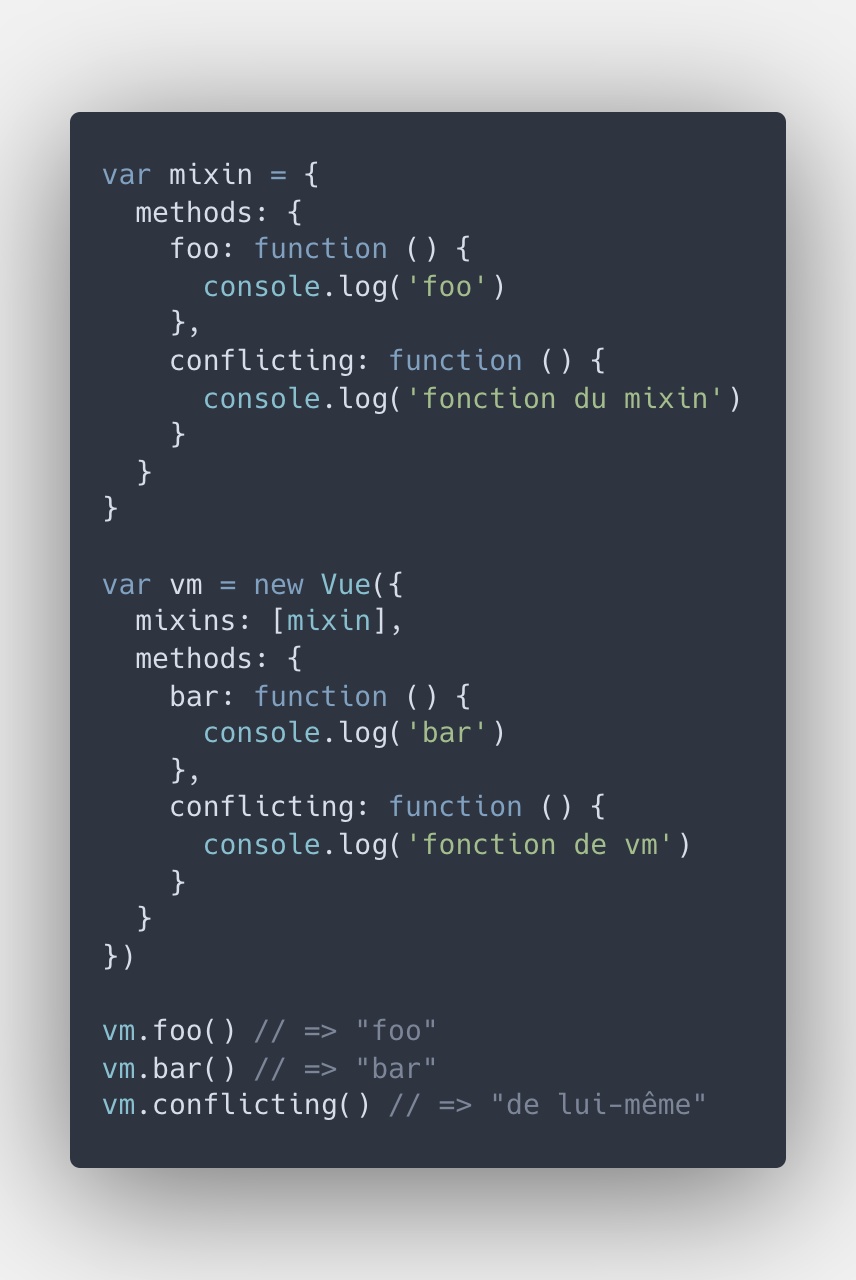 var mixin = {
  methods: {
    foo: function () {
      console.log('foo')
    },
    conflicting: function () {
      console.log('fonction du mixin')
    }
  }
}

var vm = new Vue({
  mixins: [mixin],
  methods: {
    bar: function () {
      console.log('bar')
    },
    conflicting: function () {
      console.log('fonction de vm')
    }
  }
})

vm.foo() // => "foo"
vm.bar() // => "bar"
vm.conflicting() // => "de lui-même"